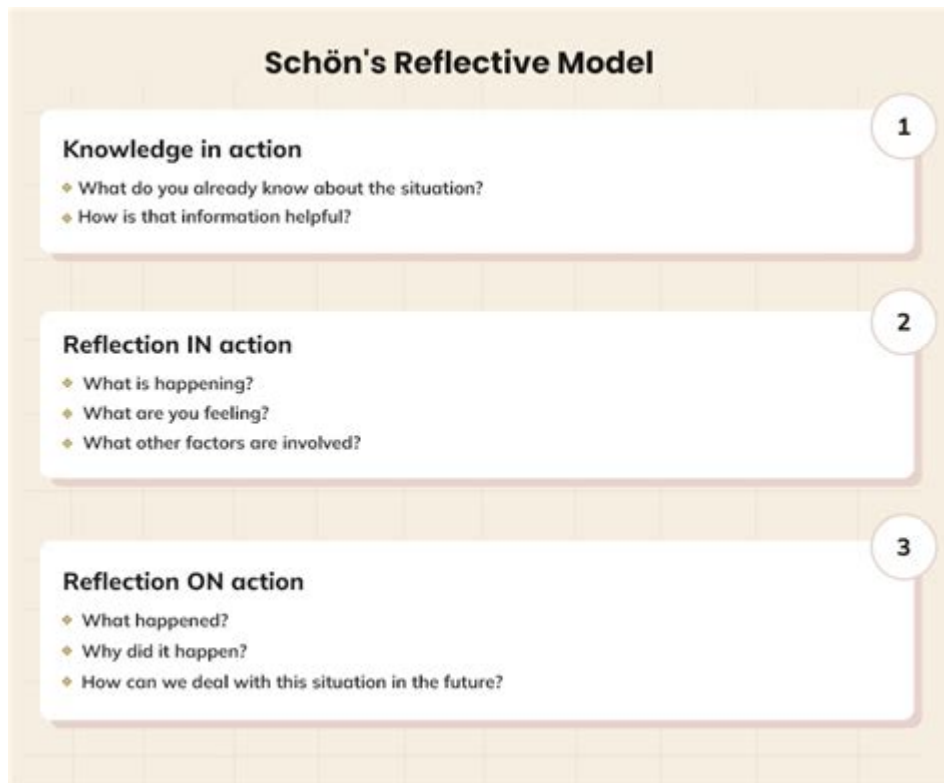 Schön's Reflective Model
1
Knowledge in action
What do you already know about the situation?
How is that information helpful?
2
Reflection IN action
What is happening?
What are you feeling?
What other factors are involved?
3
Reflection ON action
What happened?
Why did it happen?
How can we deal with this situation in the future?